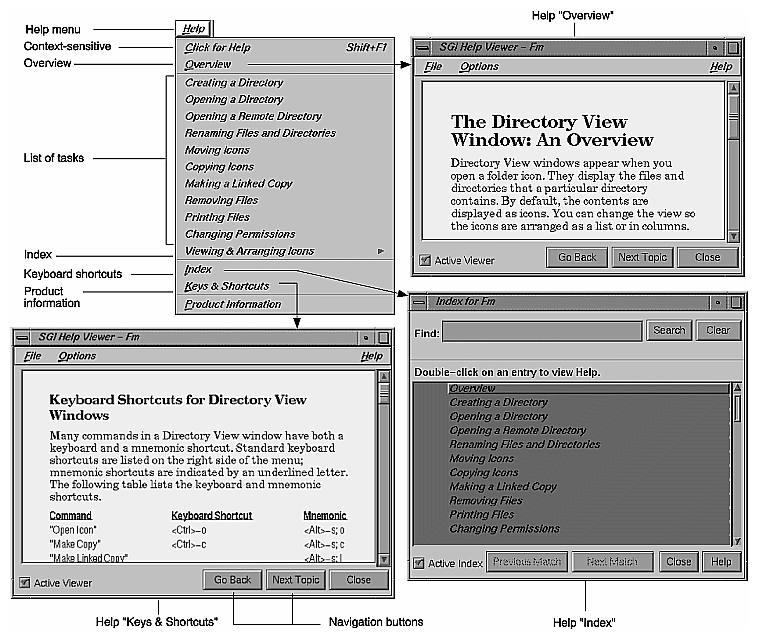 Help menu
Context-sensitive
Overview
List of tasks
Index
Keyboard shortcuts
Product
information
Help
Click for Help Shift+F1
Overview
Creating a Directory
Opening a Directory
Opening a Remote Directory
Renaming Files and Directories
Moving Icons
Copying Icons
Making a Linked Copy
Removing Files
Printing Files
Changing Permissions
Viewing & Arranging Icons
Index
Keys & Shortcuts
Product Information
Help "Overview"
SGI Help Viewer – Fm
File Options Help
The Directory View
Window: An Overview
Directory View windows appear when you
open a folder icon. They display the files and
directories that a particular directory
contains. By default, the contents are
displayed as icons. You can change the view so
the icons are arranged as a list or in columns.
Active Viewer Go Back Next Topic Close
SGI Help Viewer – Fm
File Options Help
Keyboard Shortcuts for Directory View
Windows
Many commands in a Directory View window have both a
keyboard and a mnemonic shortcut. Standard keyboard
shortcuts are listed on the right side of the menu;
mnemonic shortcuts are indicated by an underlined letter.
The following table lists the keyboard and mnemonic
shortcuts.
Command Keyboard Shortcut Mnemonic
"Open Icon" <Ctrl>–o <Alt>–s; o
"Make Copy" <Ctrl>–c <Alt>–s; c
"Make Linked Copy" <Alt>–s; l
Active Viewer Go Back Next Topic Close
Help "Keys & Shortcuts"
Navigation buttons
Index for Fm
Find: Search Clear
Double–click on an entry to view Help.
Overview
Creating a Directory
Opening a Directory
Opening a Remote Directory
Renaming Files and Directories
Moving Icons
Copying Icons
Making a Linked Copy
Removing Files
Printing Files
Changing Permissions
Active Index Previous Match Next Match Close Help
Help "Index"